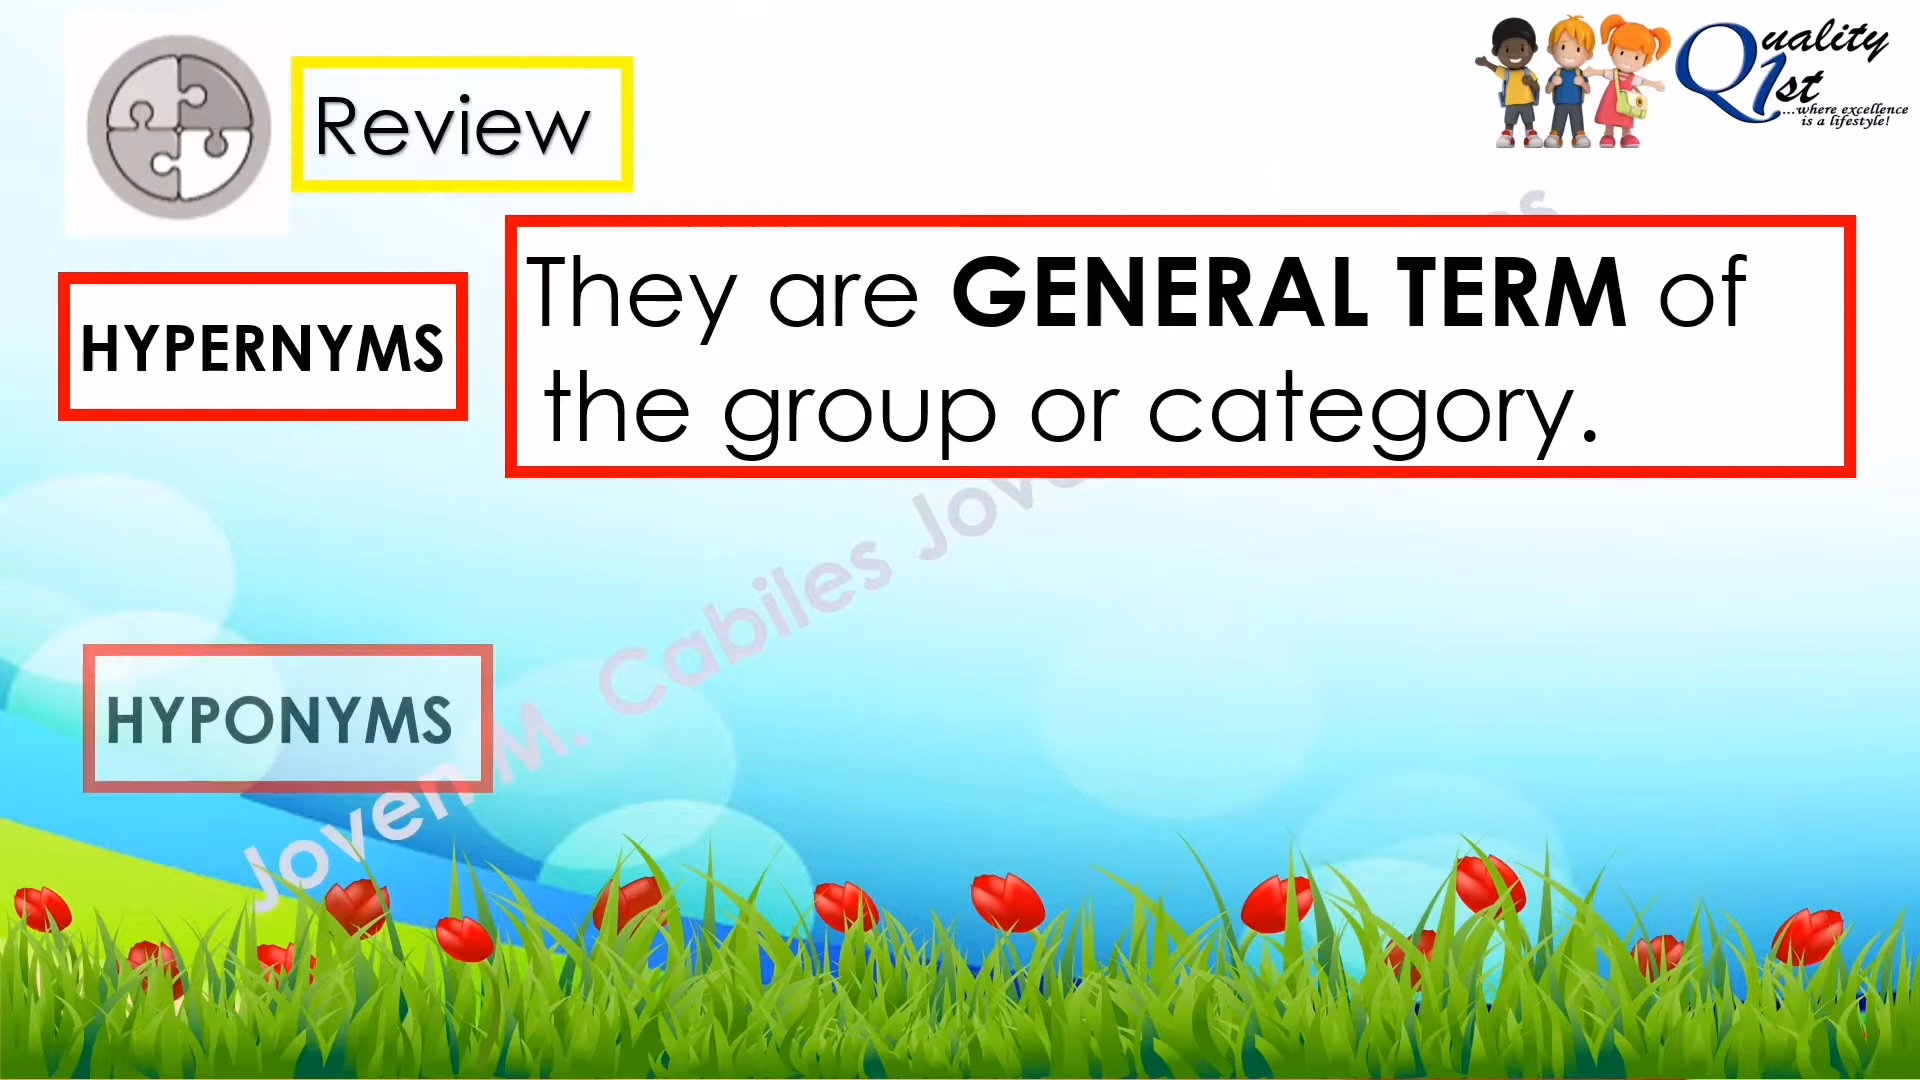 Review
Quality
1st
...where excellence
is a lifestyle!
HYPERNYMS
They are GENERAL TERM of
the group or category.
HYPONYMS
Joven M. Cabiles